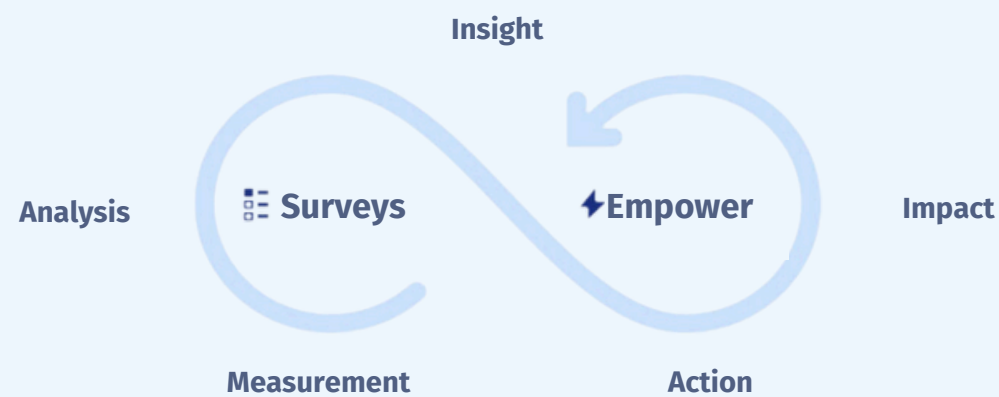 Insight
Analysis
Surveys
Empower
Impact
Measurement
Action